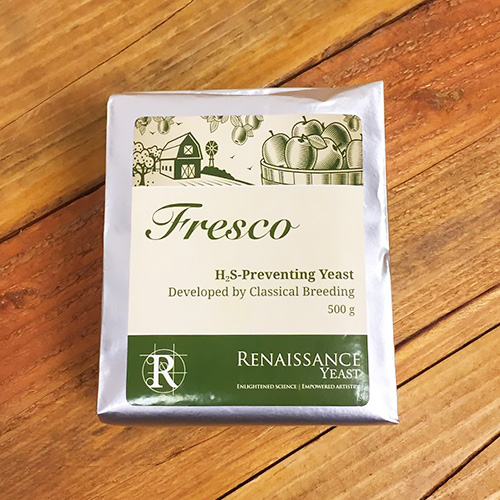 Fresco
H₂S-Preventing Yeast
Developed by Classical Breeding
500 g
R
RENAISSANCE
YEAST
ENLIGHTENED SCIENCE | EMPOWERED ARTISTRY